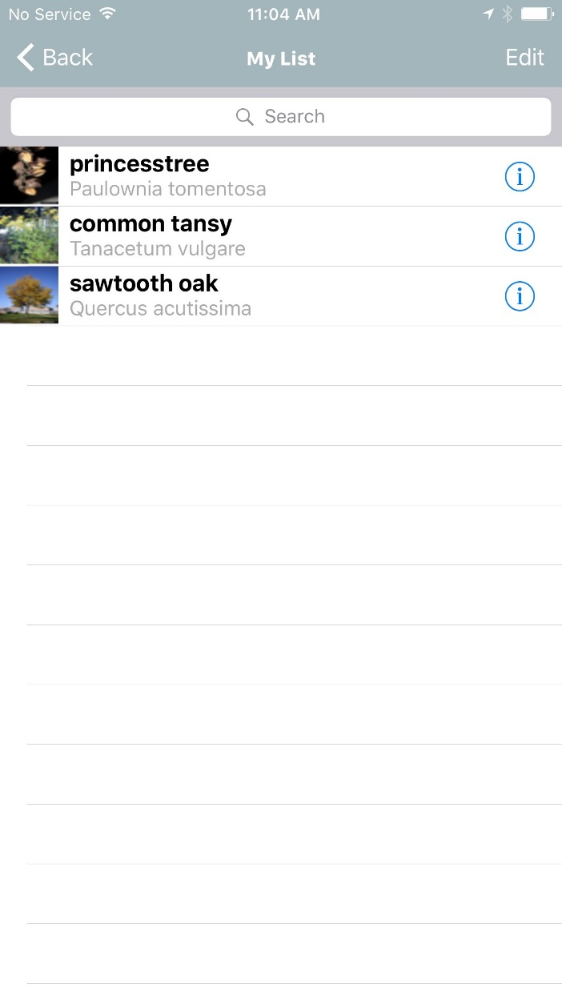 No Service 11:04 AM
Back My List Edit
Search
princesstree
Paulownia tomentosa
common tansy
Tanacetum vulgare
sawtooth oak
Quercus acutissima